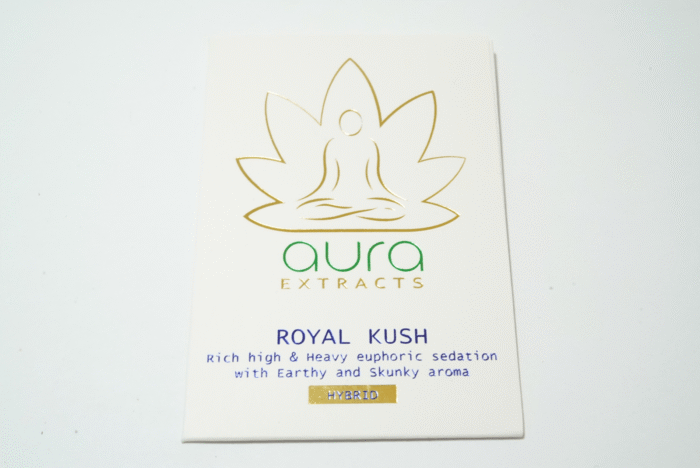 aura
EXTRACTS
ROYAL KUSH
Rich high & Heavy euphoric sedation
with Earthy and Skunky aroma
HYBRID